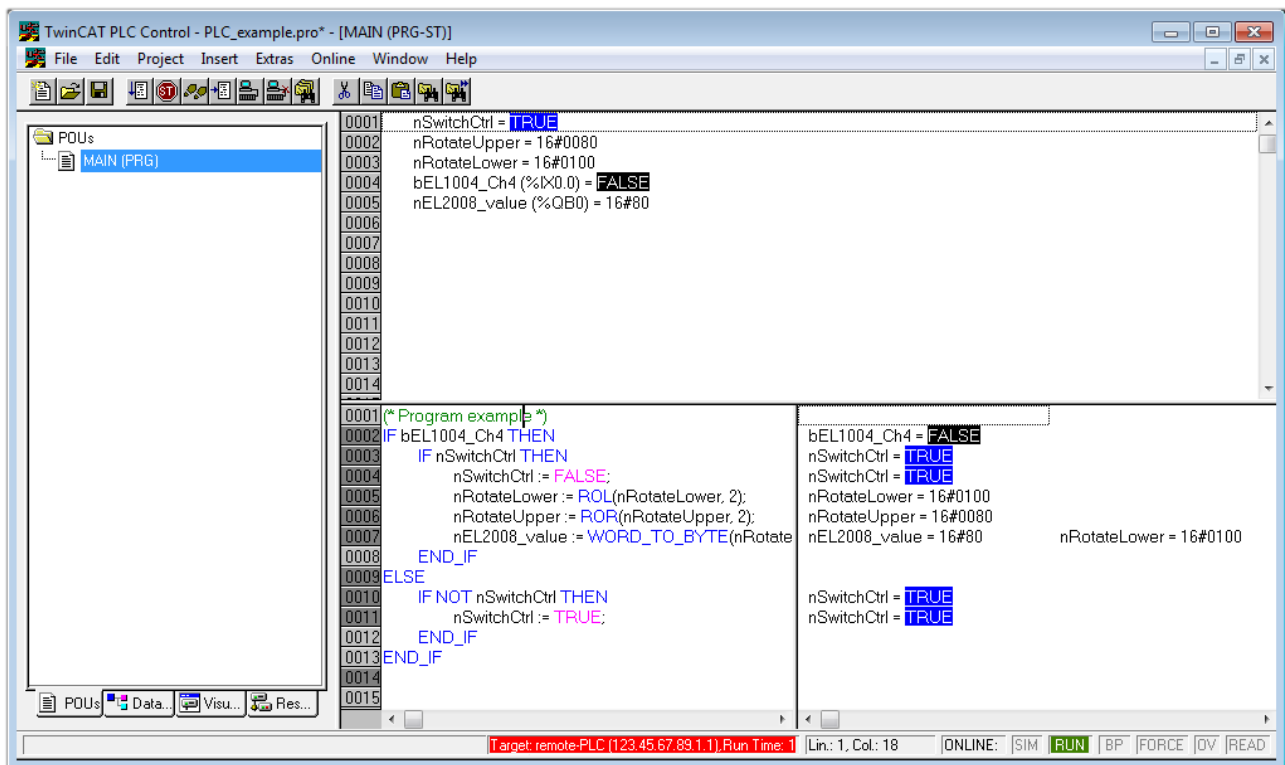 TwinCAT PLC Control - PLC_example.pro* - [MAIN (PRG-ST)]
File Edit Project Insert Extras Online Window Help
POUs
MAIN (PRG)
0001 nSwitchCtrl = TRUE
0002 nRotateUpper = 16#0080
0003 nRotateLower = 16#0100
0004 bEL1004_Ch4 (%IX0.0) = FALSE
0005 nEL2008_value (%QB0) = 16#80
0006
0007
0008
0009
0010
0011
0012
0013
0014
0001 (* Program example *)
0002 IF bEL1004_Ch4 THEN bEL1004_Ch4 = FALSE
0003 IF nSwitchCtrl THEN nSwitchCtrl = TRUE
0004 nSwitchCtrl := FALSE; nSwitchCtrl = TRUE
0005 nRotateLower := ROL(nRotateLower, 2); nRotateLower = 16#0100
0006 nRotateUpper := ROR(nRotateUpper, 2); nRotateUpper = 16#0080
0007 nEL2008_value := WORD_TO_BYTE(nRotate nEL2008_value = 16#80 nRotateLower = 16#0100
0008 END_IF
0009 ELSE
0010 IF NOT nSwitchCtrl THEN nSwitchCtrl = TRUE
0011 nSwitchCtrl := TRUE; nSwitchCtrl = TRUE
0012 END_IF
0013 END_IF
0014
0015
POUs Data... Visu... Res...
Target: remote-PLC (123.45.67.89.1.1), Run Time: 1 Lin.: 1, Col.: 18 ONLINE: SIM RUN BP FORCE OV READ